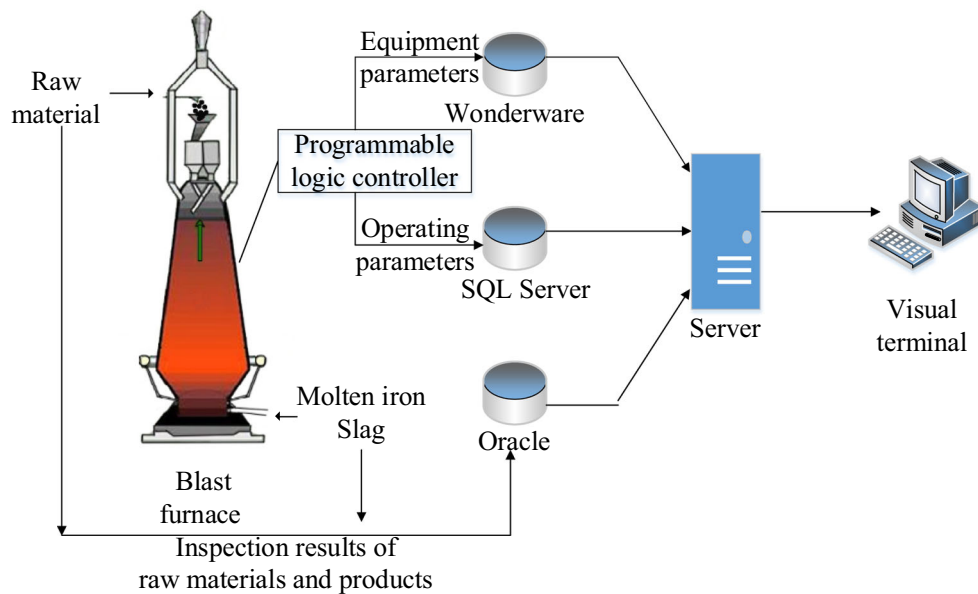 Raw
material
Equipment
parameters
Wonderware
Programmable
logic controller
Operating
parameters
SQL Server
Server
Visual
terminal
Molten iron
Slag
Oracle
Blast
furnace
Inspection results of
raw materials and products